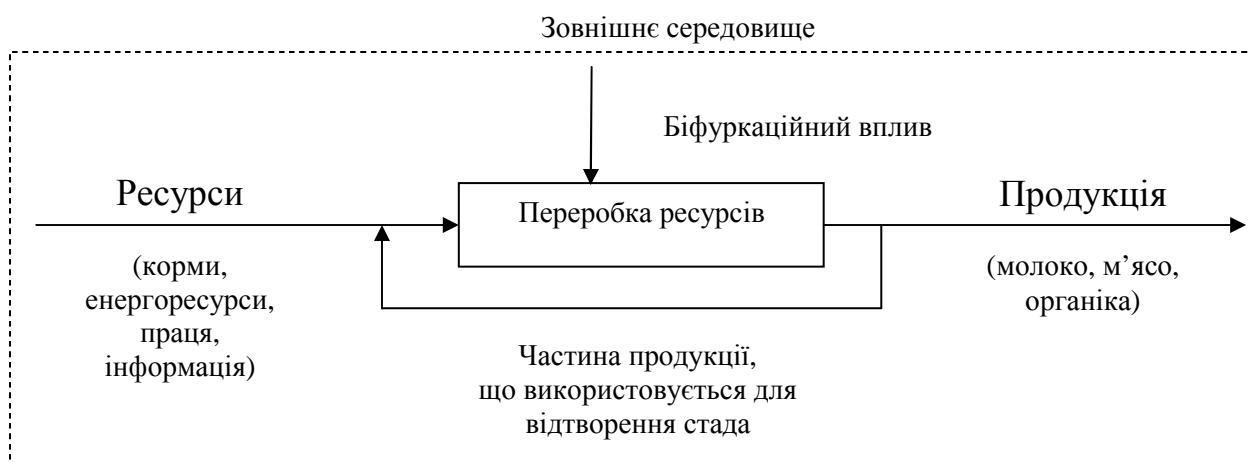 Зовнішнє середовище
Біфуркаційний вплив
Ресурси
Переробка ресурсів
Продукція
(корми,
енергоресурси,
праця,
інформація)
(молоко, м’ясо,
органіка)
Частина продукції,
що використовується для
відтворення стада